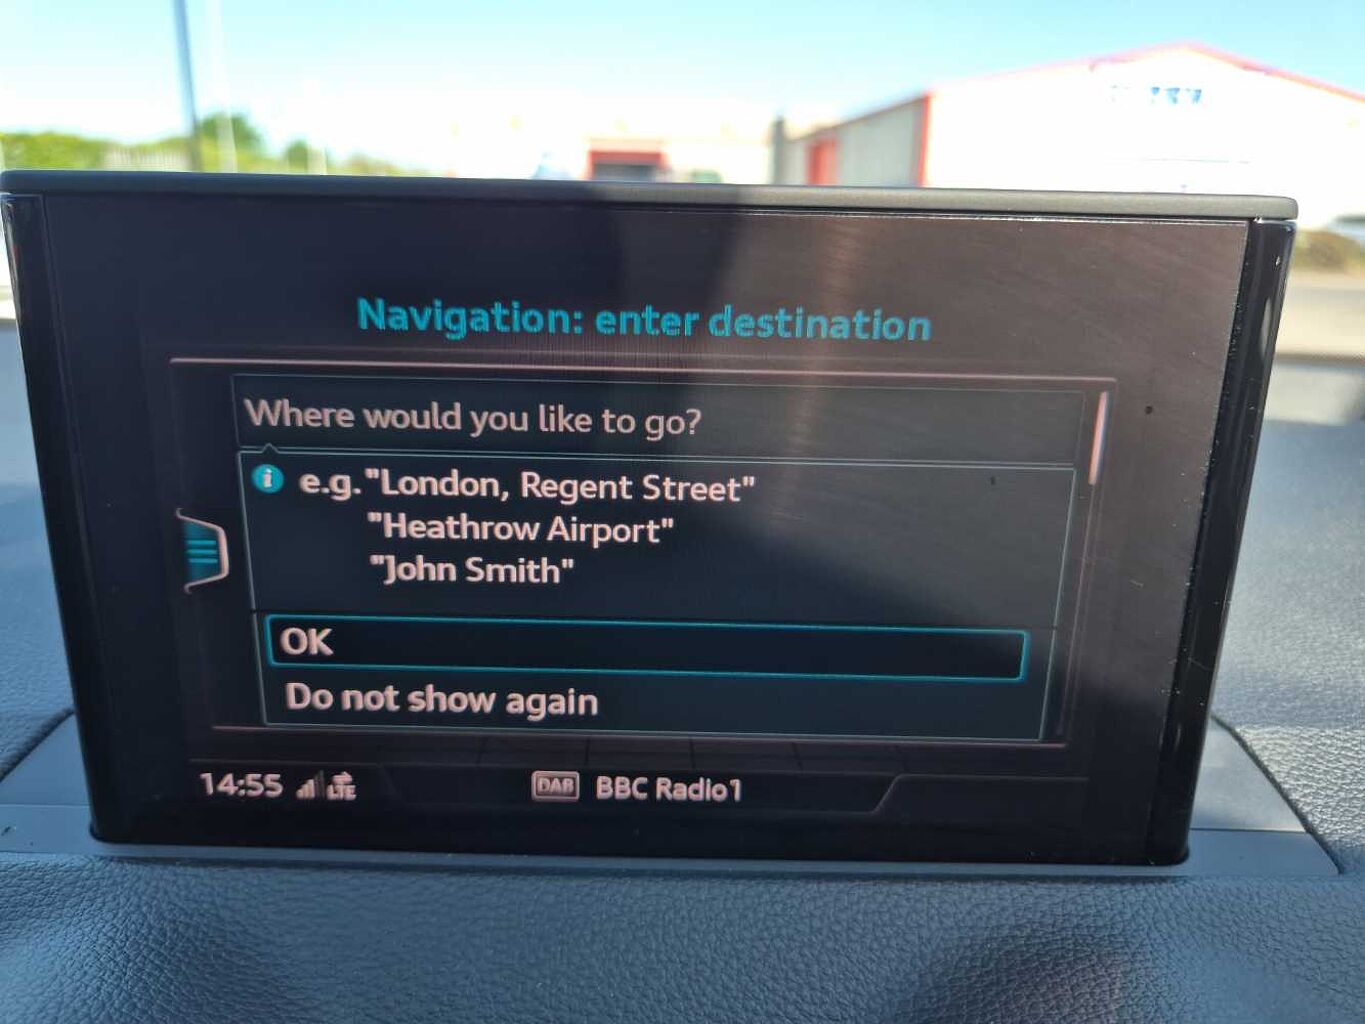 Navigation: enter destination
Where would you like to go?
i e.g. "London, Regent Street"
"Heathrow Airport"
"John Smith"
OK
Do not show again
14:55 LTE DAB BBC Radio1